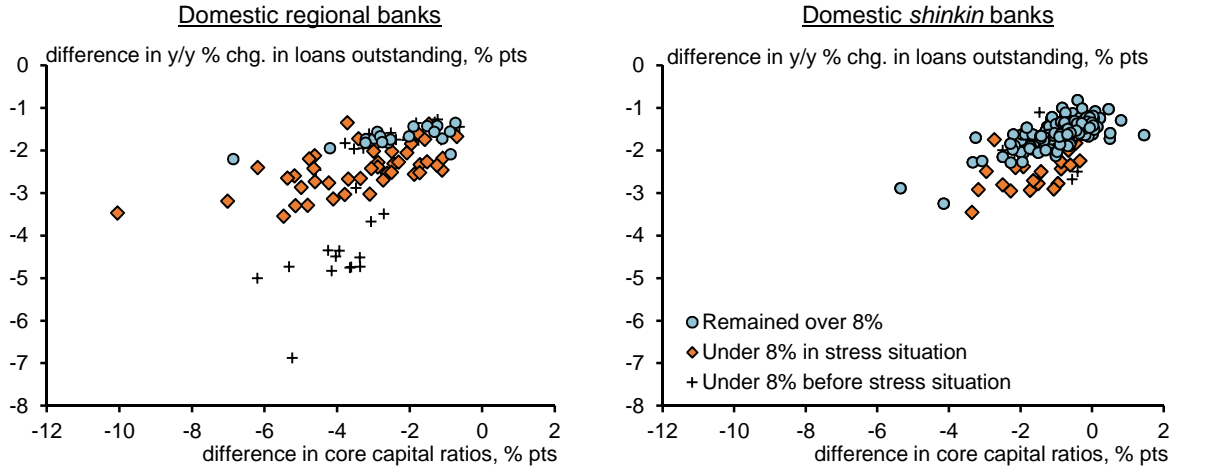 Domestic regional banks
difference in y/y % chg. in loans outstanding, % pts
0
-1
-2
-3
-4
-5
-6
-7
-8
-12 -10 -8 -6 -4 -2 0 2
difference in core capital ratios, % pts
Domestic shinkin banks
difference in y/y % chg. in loans outstanding, % pts
0
-1
-2
-3
-4
-5
-6
-7
-8
Remained over 8%
Under 8% in stress situation
Under 8% before stress situation
-12 -10 -8 -6 -4 -2 0 2
difference in core capital ratios, % pts